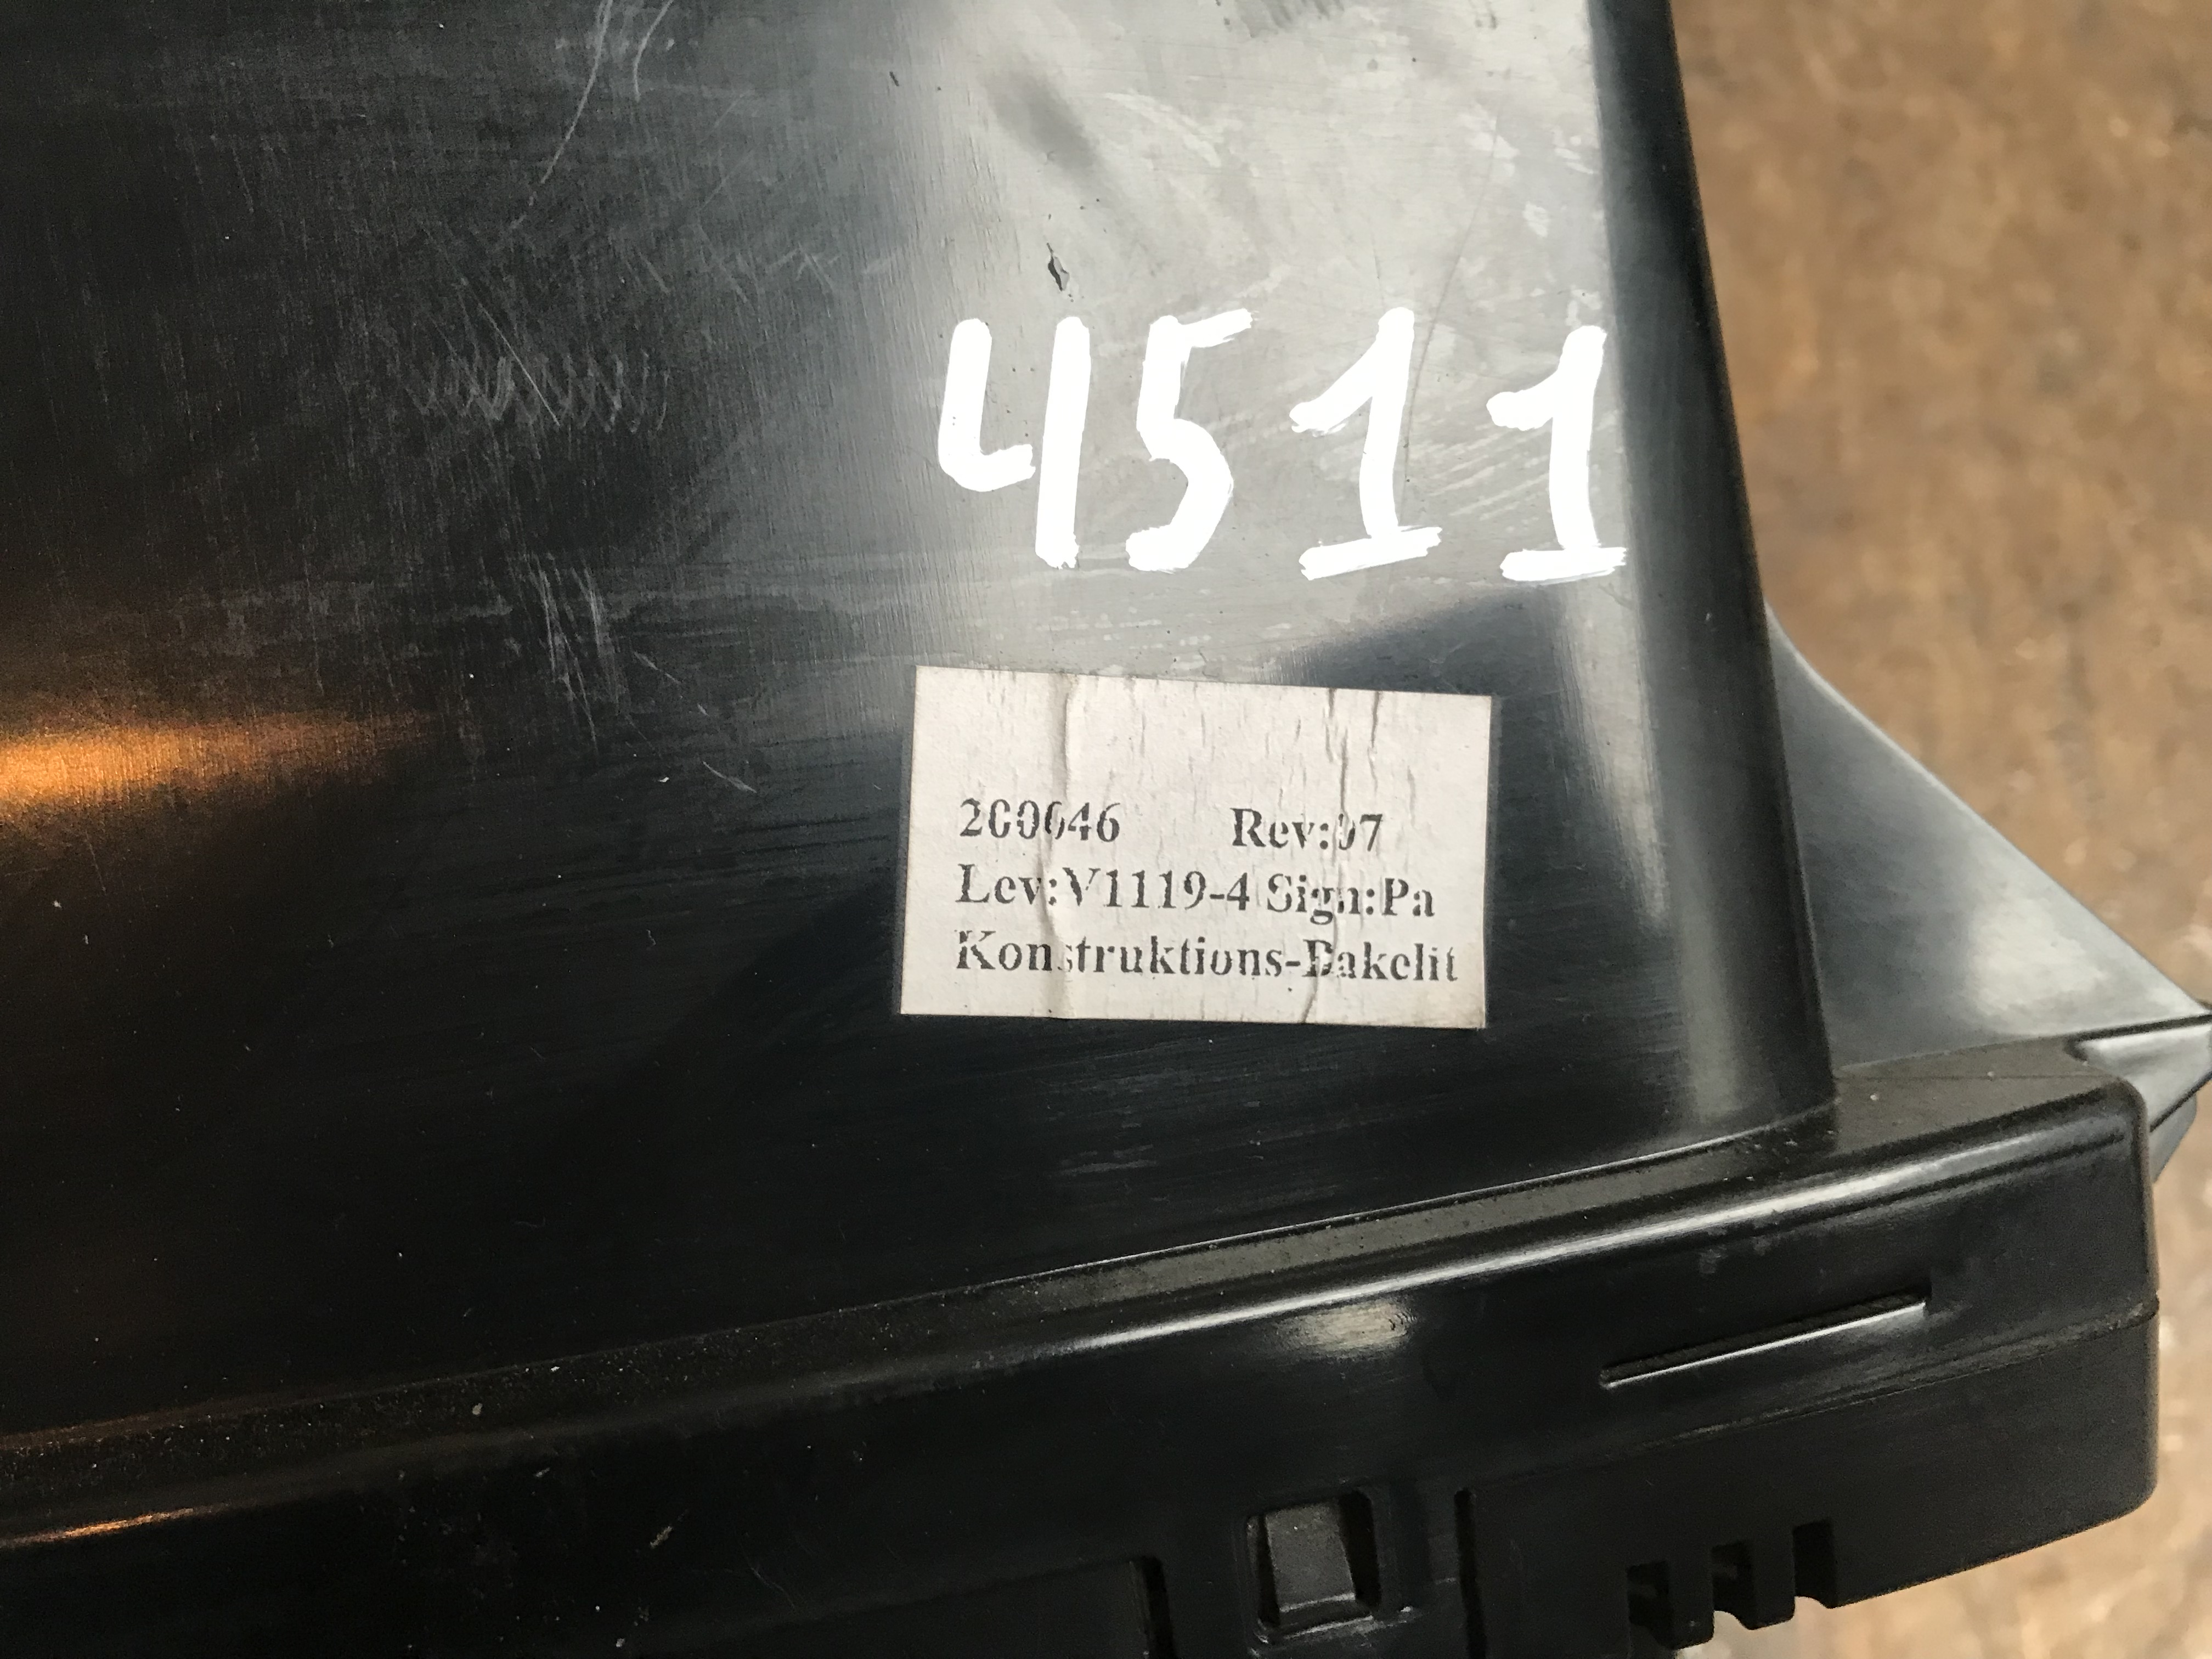 4511
200046 Rev:07
Lev:V1119-4 Sign:Pa
Konstruktions-Bakelit